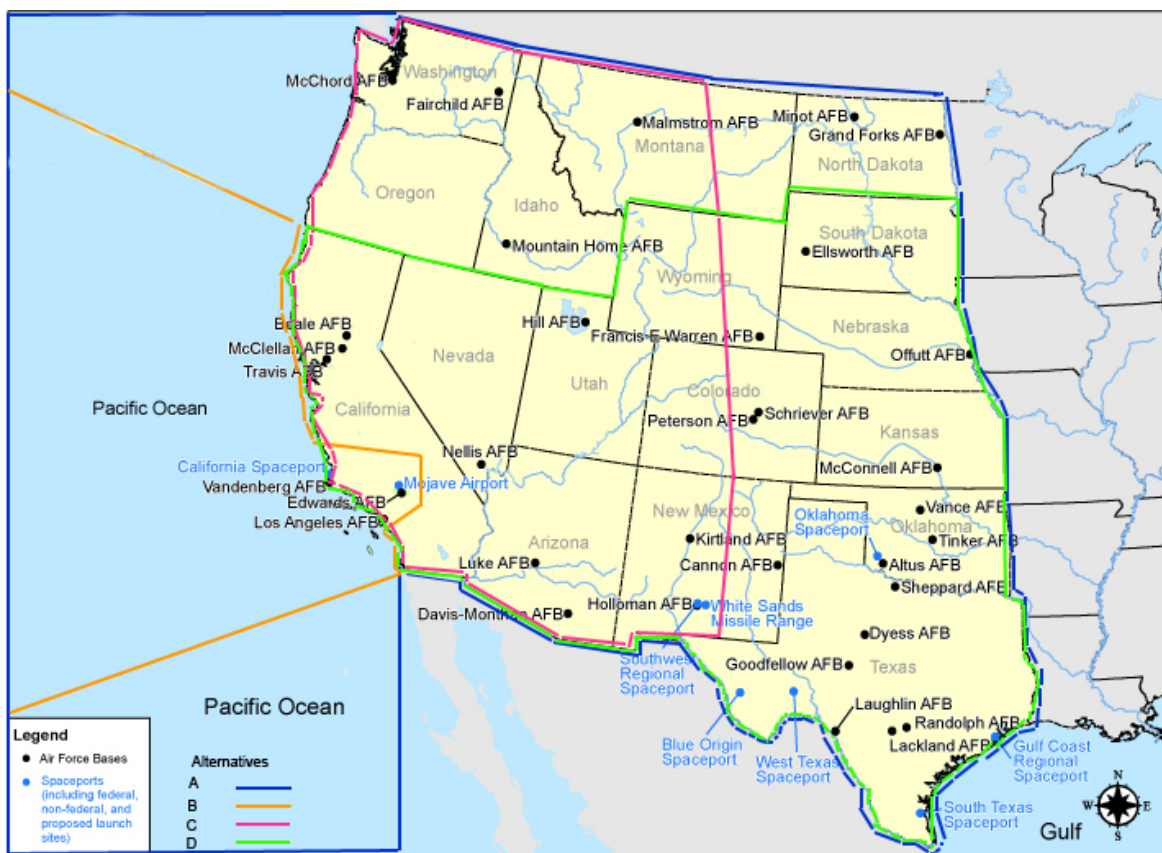 Washington
McChord AFB
Fairchild AFB
Malmstrom AFB
Montana
Minot AFB
Grand Forks AFB
North Dakota
Oregon
Idaho
Mountain Home AFB
South Dakota
Ellsworth AFB
Wyoming
Beale AFB
McClellan AFB
Travis AFB
Hill AFB
Francis E Warren AFB
Nebraska
Offutt AFB
Nevada
Utah
Colorado
Pacific Ocean
California
Peterson AFB
Schriever AFB
Kansas
Nellis AFB
McConnell AFB
California Spaceport
Vandenberg AFB
Mojave Airport
Edwards AFB
Los Angeles AFB
New Mexico
Oklahoma
Spaceport
Vance AFB
Oklahoma
Tinker AFB
Arizona
Kirtland AFB
Luke AFB
Cannon AFB
Altus AFB
Sheppard AFB
Davis-Monthan AFB
Holloman AFB
White Sands
Missile Range
Dyess AFB
Southwest
Regional
Spaceport
Goodfellow AFB
Texas
Laughlin AFB
Randolph AFB
Lackland AFB
Blue Origin
Spaceport
West Texas
Spaceport
Gulf Coast
Regional
Spaceport
South Texas
Spaceport
Gulf
Pacific Ocean
Legend
Air Force Bases
Spaceports
(including federal,
non-federal, and
proposed launch
sites)
Alternatives
A
B
C
D
N
W E
S